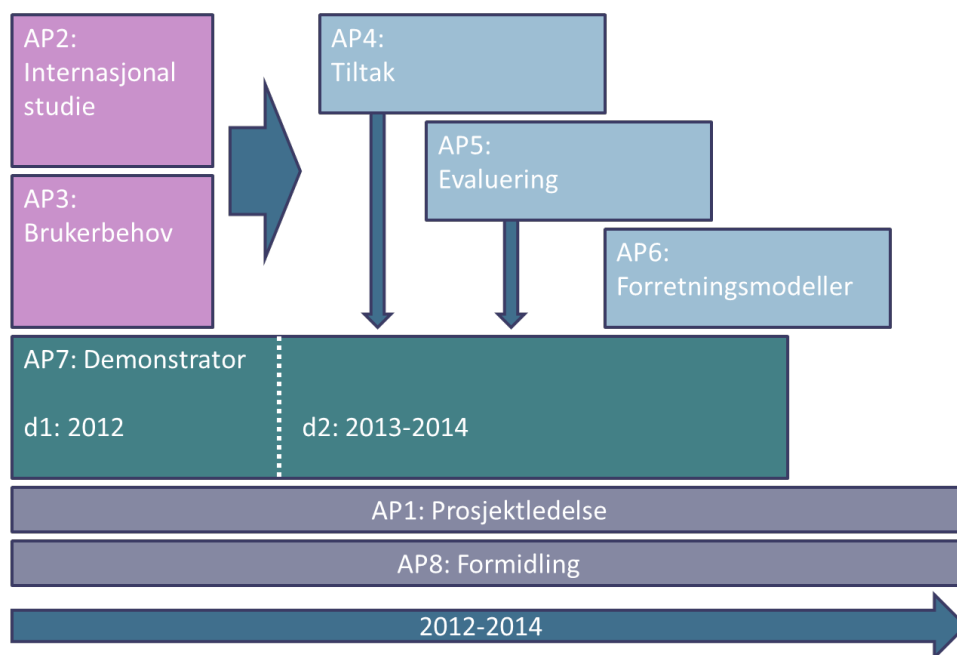 AP2:
Internasjonal
studie
AP3:
Brukerbehov
AP4:
Tiltak
AP5:
Evaluering
AP6:
Forretningsmodeller
AP7: Demonstrator
d1: 2012
d2: 2013-2014
AP1: Prosjektledelse
AP8: Formidling
2012-2014